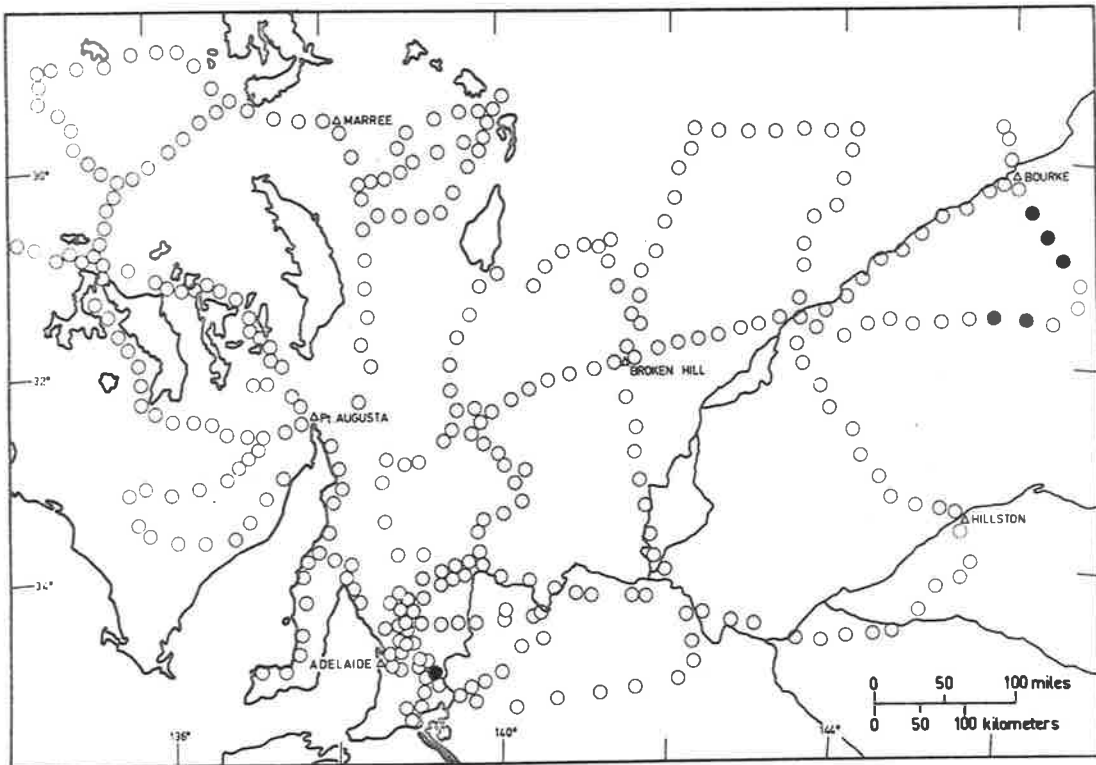 MARREE
30°
BOURKE
32°
BROKEN HILL
Pt. AUGUSTA
HILLSTON
34°
ADELAIDE
0 50 100 miles
0 50 100 kilometers
136°
140°
144°